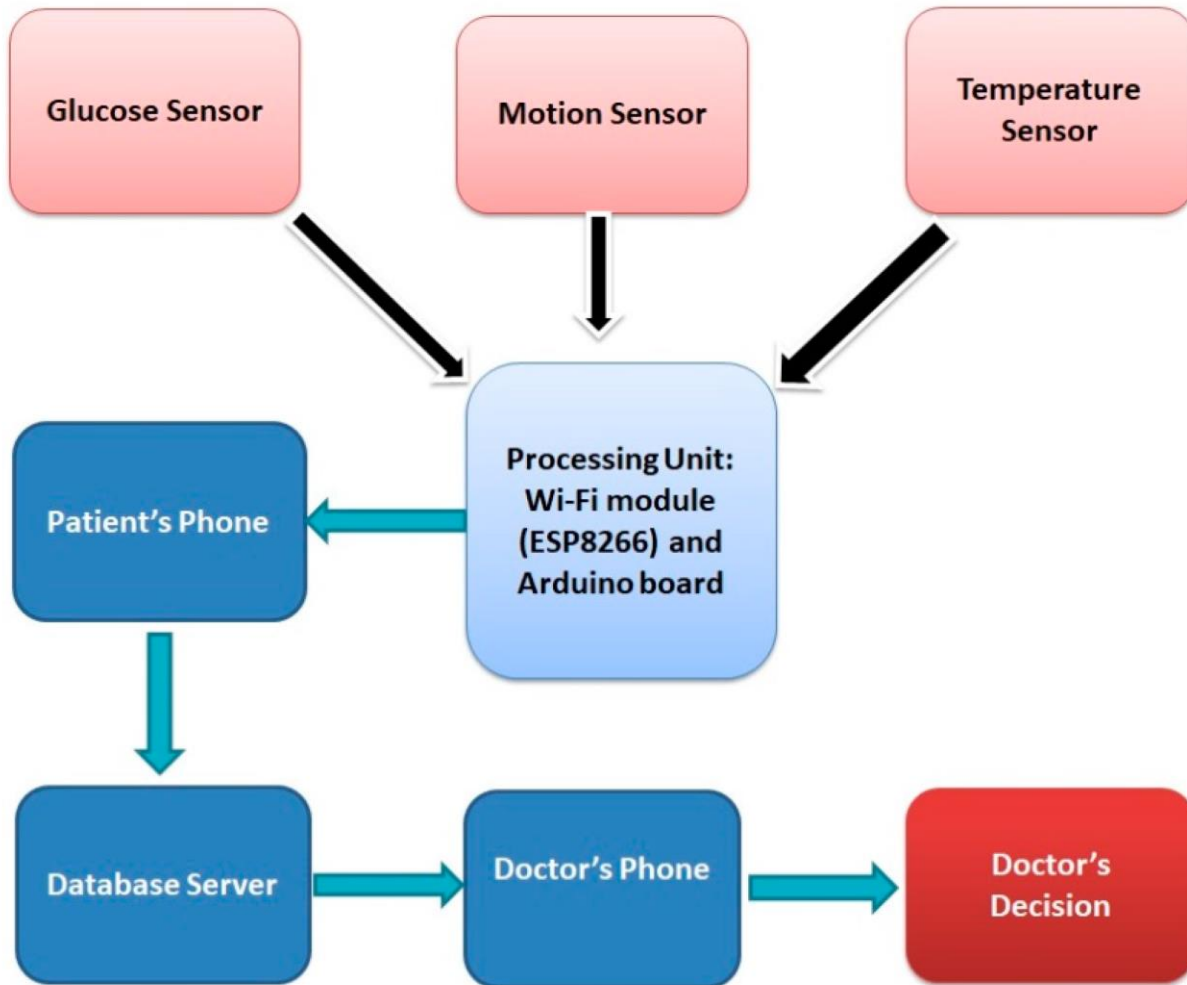 Glucose Sensor
Motion Sensor
Temperature
Sensor
Processing Unit:
Wi-Fi module
(ESP8266) and
Arduino board
Patient’s Phone
Database Server
Doctor’s Phone
Doctor’s
Decision